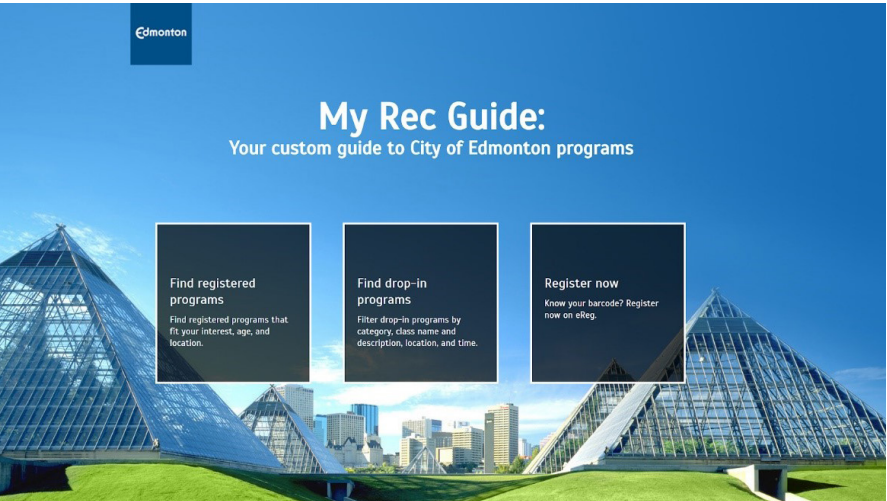 Edmonton
My Rec Guide:
Your custom guide to City of Edmonton programs
Find registered
programs
Find registered programs that
fit your interest, age, and
location.
Find drop-in
programs
Filter drop-in programs by
category, class name and
description, location, and time.
Register now
Know your barcode? Register
now on eReg.